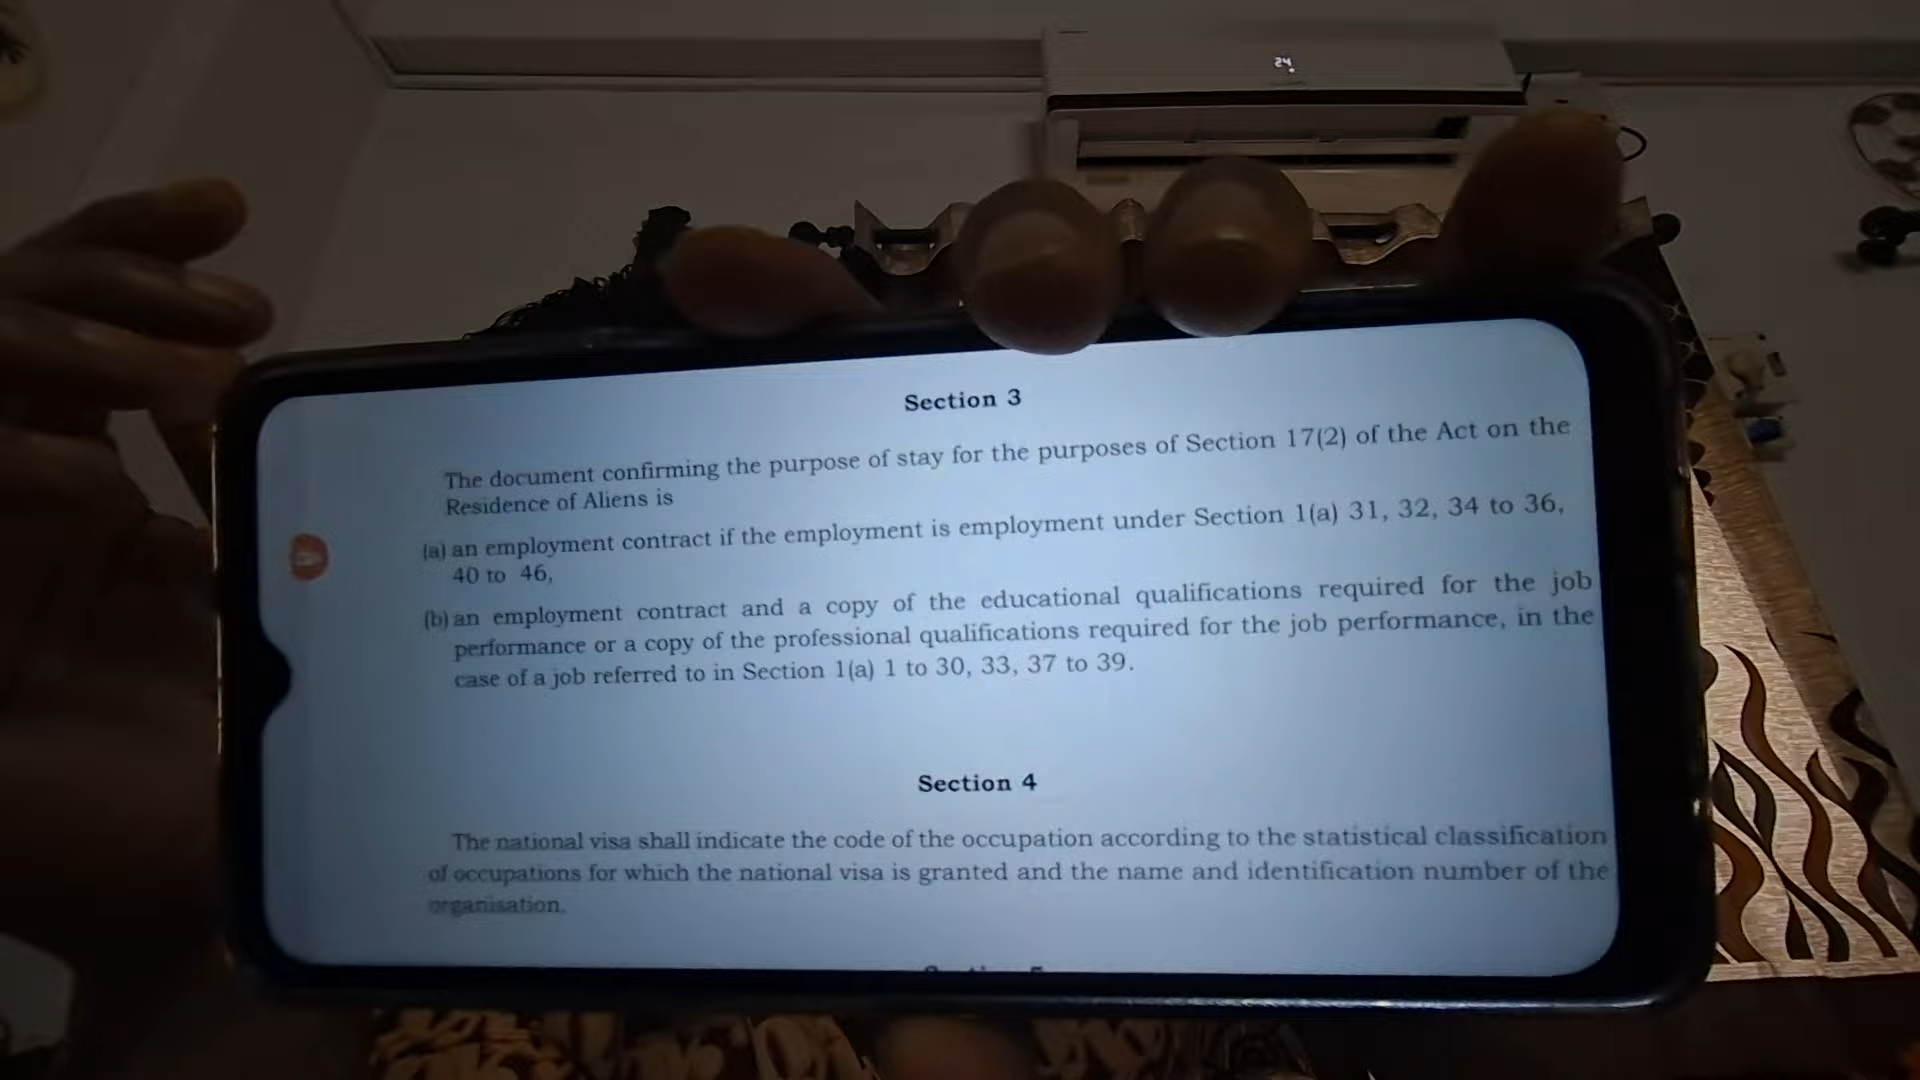 24
Section 3
The document confirming the purpose of stay for the purposes of Section 17(2) of the Act on the
Residence of Aliens is
(a) an employment contract if the employment is employment under Section 1(a) 31, 32, 34 to 36,
40 to 46,
(b) an employment contract and a copy of the educational qualifications required for the job
performance or a copy of the professional qualifications required for the job performance, in the
case of a job referred to in Section 1(a) 1 to 30, 33, 37 to 39.
Section 4
The national visa shall indicate the code of the occupation according to the statistical classification
of occupations for which the national visa is granted and the name and identification number of the
organisation.